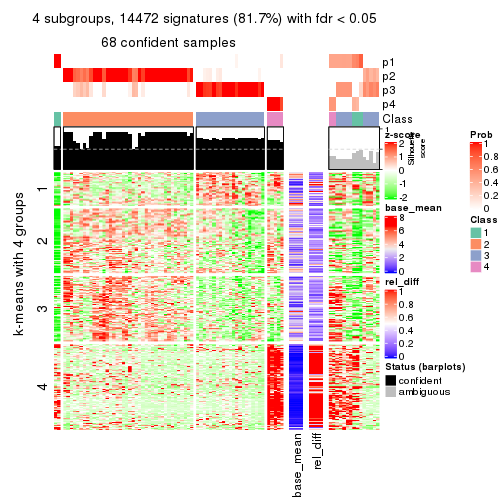 4 subgroups, 14472 signatures (81.7%) with fdr < 0.05
68 confident samples
p1
p2
p3
p4
Class
1
Silhouette
score
k-means with 4 groups
1
2
3
4
base_mean
rel_diff
z-score
2
1
0
-1
-2
base_mean
8
6
4
2
0
rel_diff
1
0.8
0.6
0.4
0.2
0
Status (barplots)
confident
ambiguous
Prob
1
0.8
0.6
0.4
0.2
0
Class
1
2
3
4